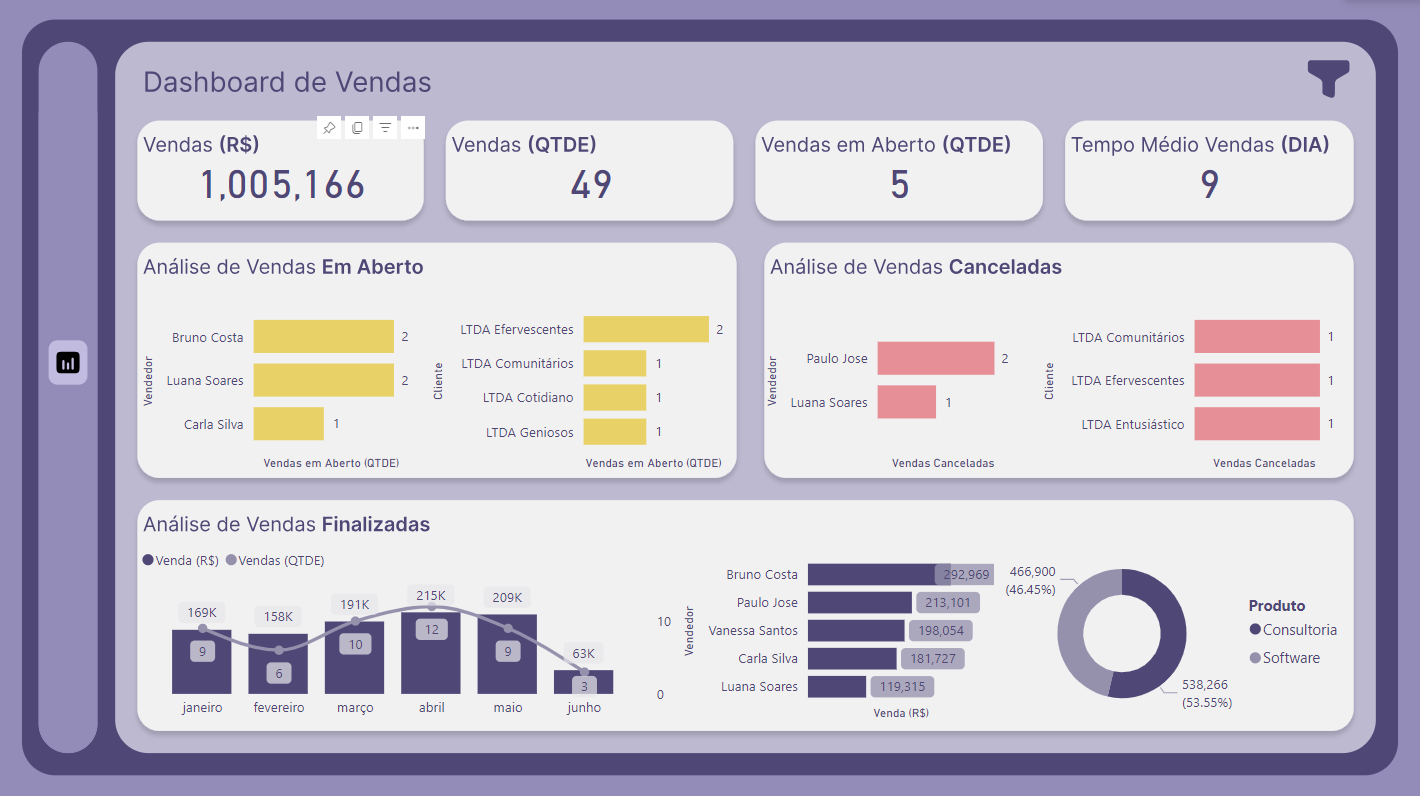 Dashboard de Vendas
Vendas (R$)
1,005,166
Vendas (QTDE)
49
Vendas em Aberto (QTDE)
5
Tempo Médio Vendas (DIA)
9
Análise de Vendas Em Aberto
Vendedor
Bruno Costa 2
Luana Soares 2
Carla Silva 1
Vendas em Aberto (QTDE)
Cliente
LTDA Efervescentes 2
LTDA Comunitários 1
LTDA Cotidiano 1
LTDA Geniosos 1
Vendas em Aberto (QTDE)
Análise de Vendas Canceladas
Vendedor
Paulo Jose 2
Luana Soares 1
Vendas Canceladas
Cliente
LTDA Comunitários 1
LTDA Efervescentes 1
LTDA Entusiástico 1
Vendas Canceladas
Análise de Vendas Finalizadas
Venda (R$) Vendas (QTDE)
169K 158K 191K 215K 209K 63K
9 6 10 12 9 3
10
0
janeiro fevereiro março abril maio junho
Vendedor
Bruno Costa 292,969
Paulo Jose 213,101
Vanessa Santos 198,054
Carla Silva 181,727
Luana Soares 119,315
Venda (R$)
466,900
(46.45%)
538,266
(53.55%)
Produto
Consultoria
Software